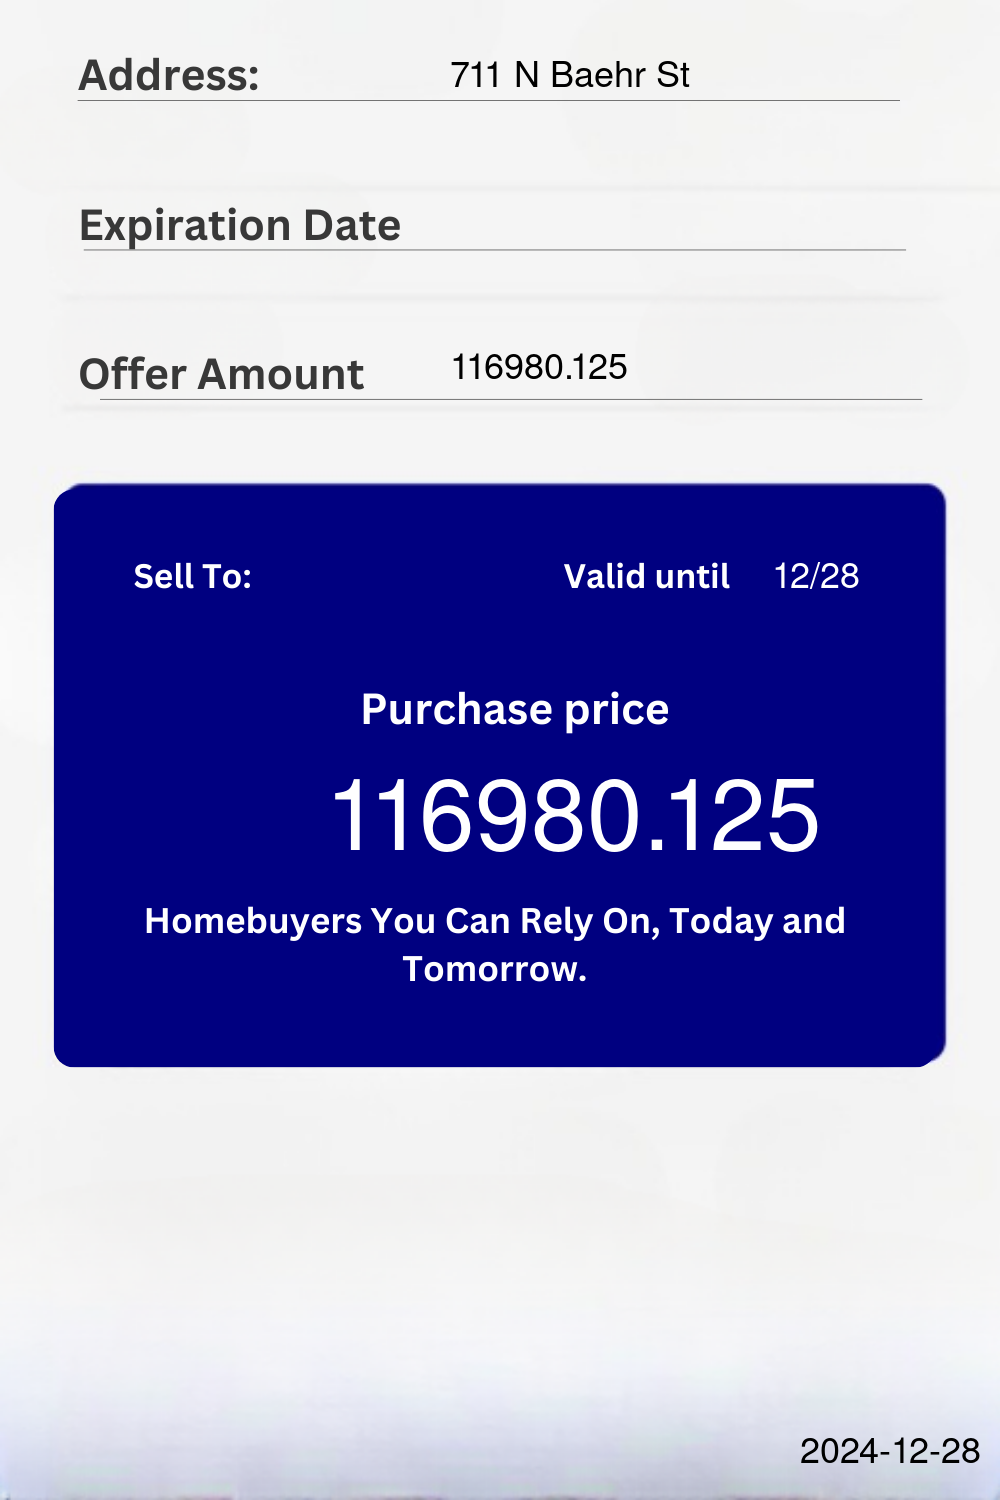 Address: 711 N Baehr St
Expiration Date
Offer Amount 116980.125
Sell To: Valid until 12/28
Purchase price
116980.125
Homebuyers You Can Rely On, Today and
Tomorrow.
2024-12-28